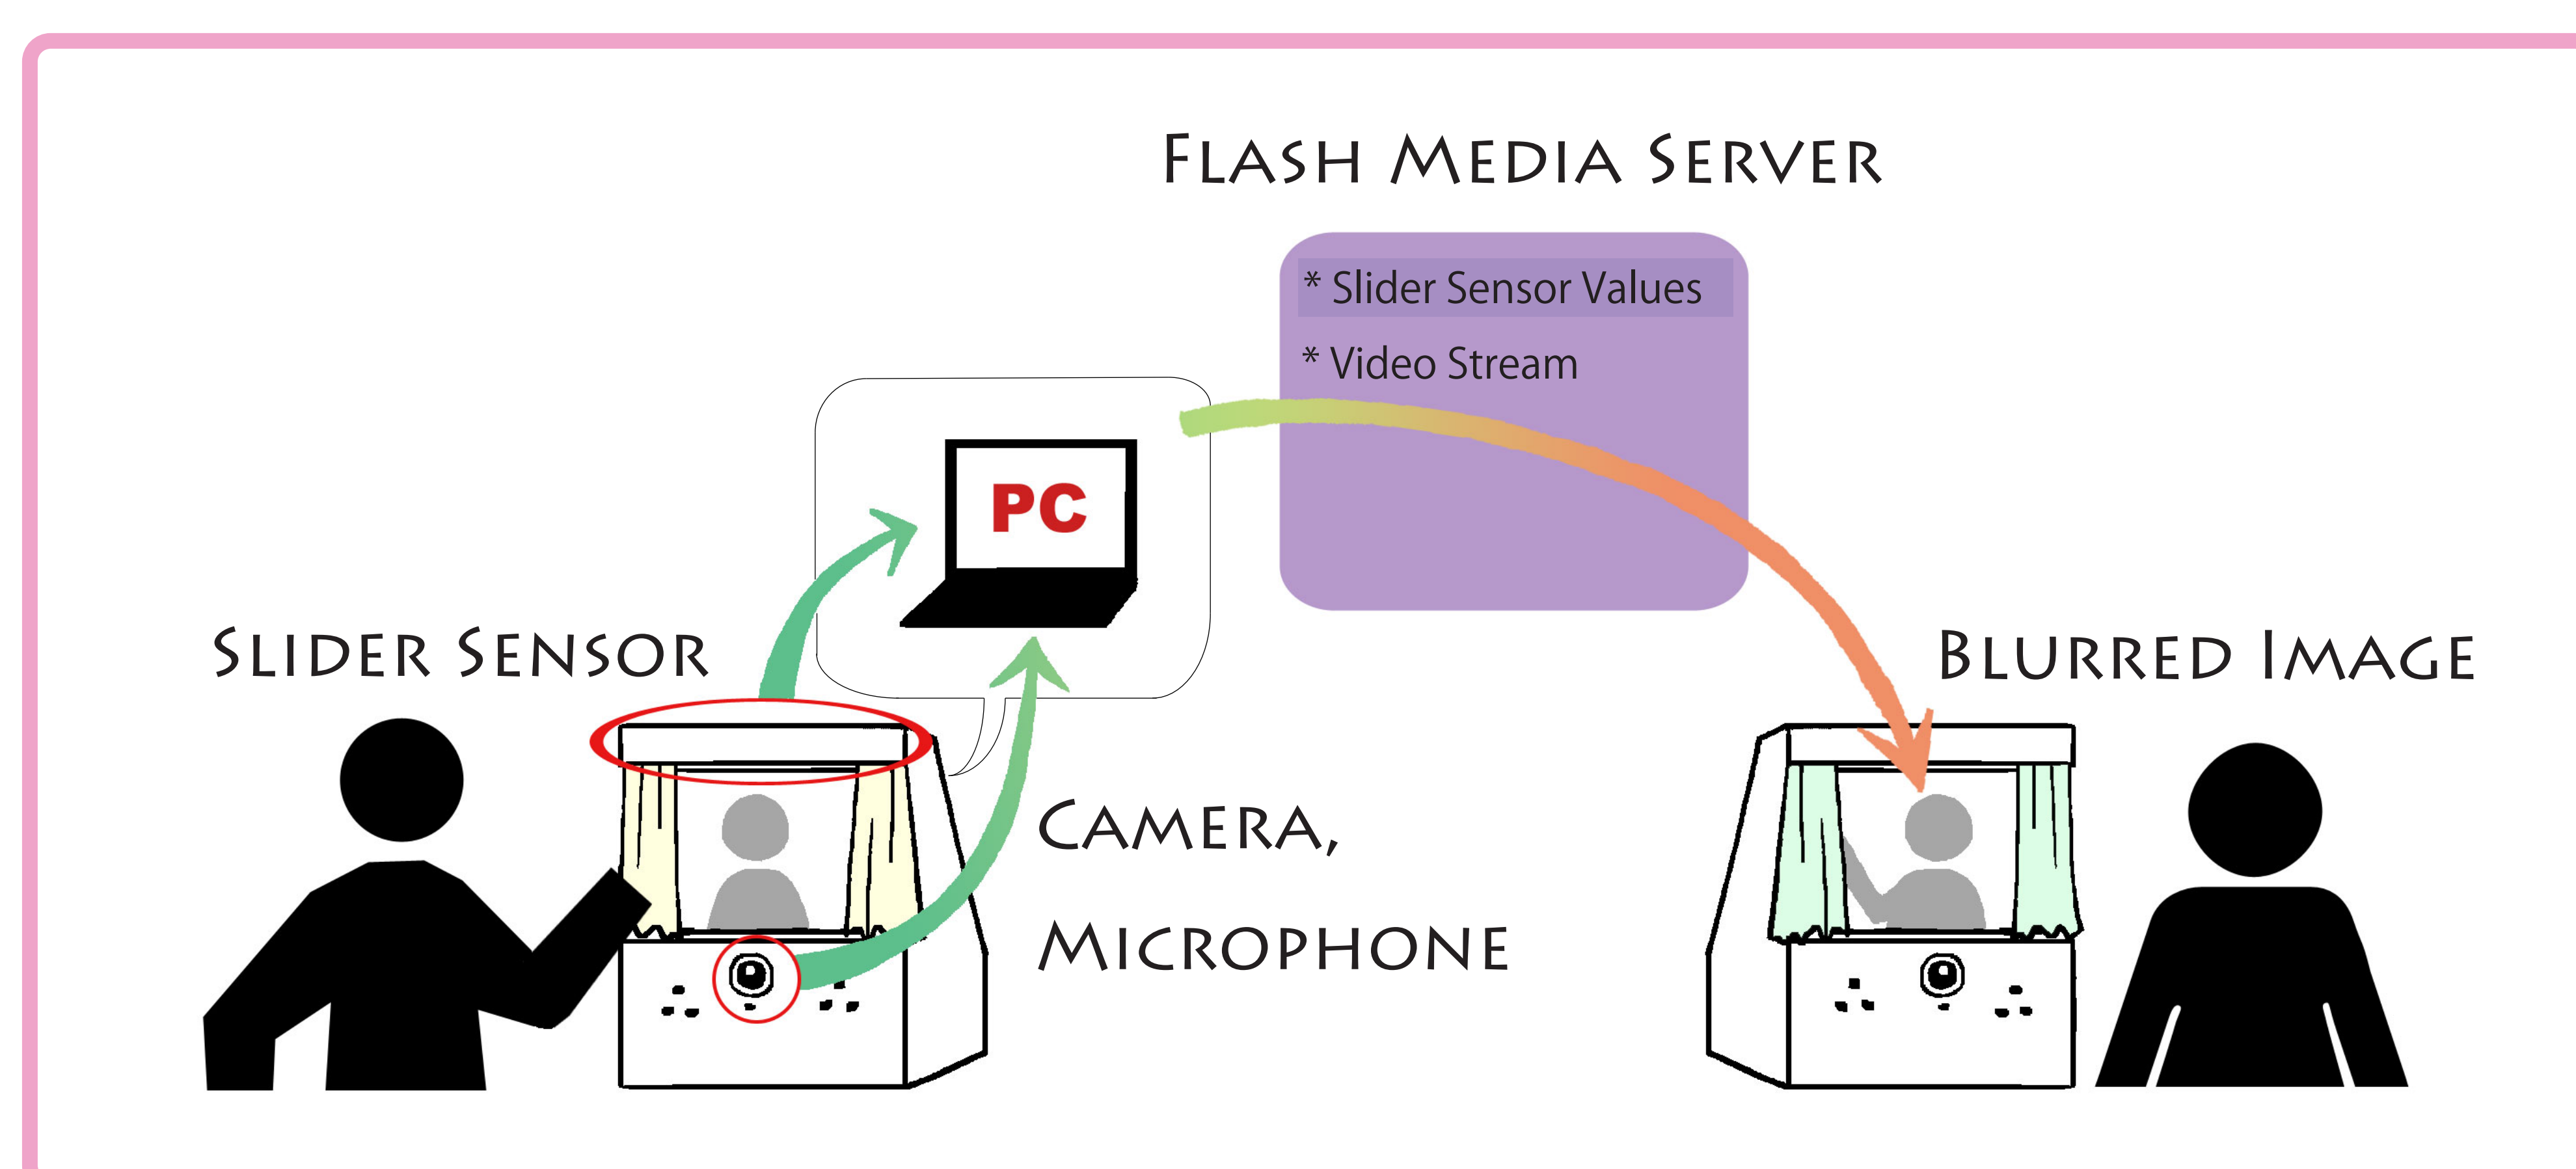 Flash Media Server
* Slider Sensor Values
* Video Stream
PC
Slider Sensor
Blurred Image
Camera,
Microphone